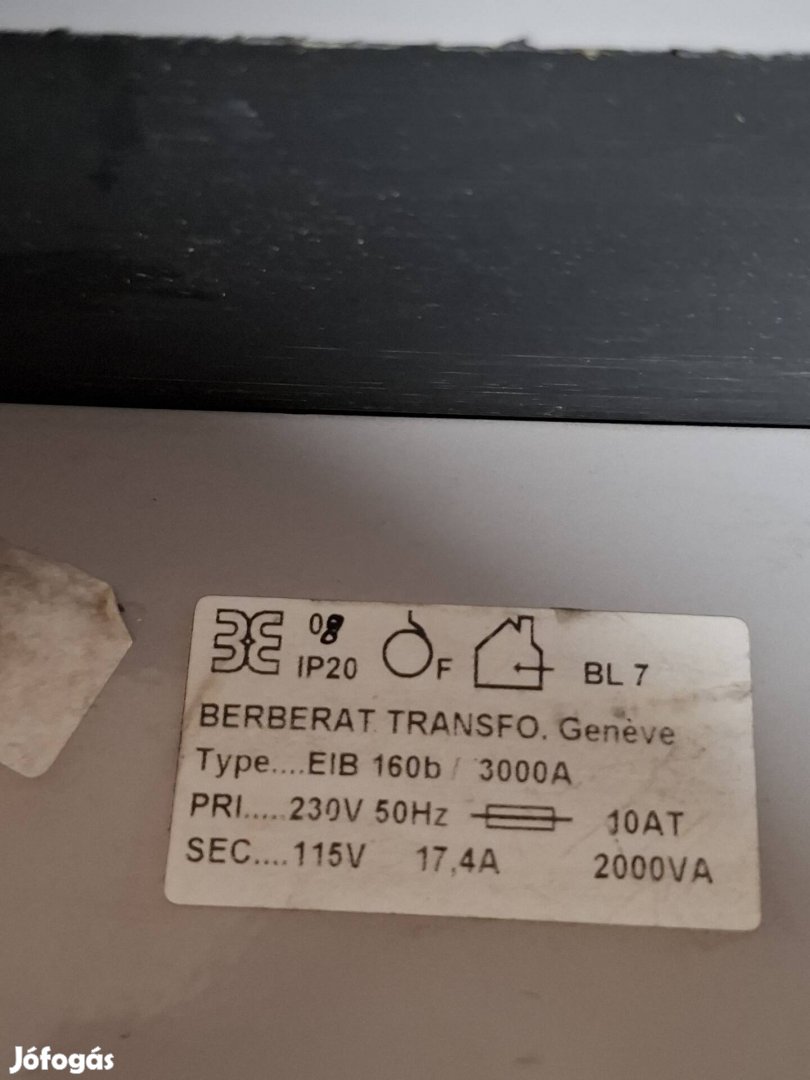 08
IP20 F BL 7
BERBERAT TRANSFO. Genève
Type....EIB 160b / 3000A
PRI.....230V 50Hz 10AT
SEC....115V 17,4A 2000VA
Jófogás